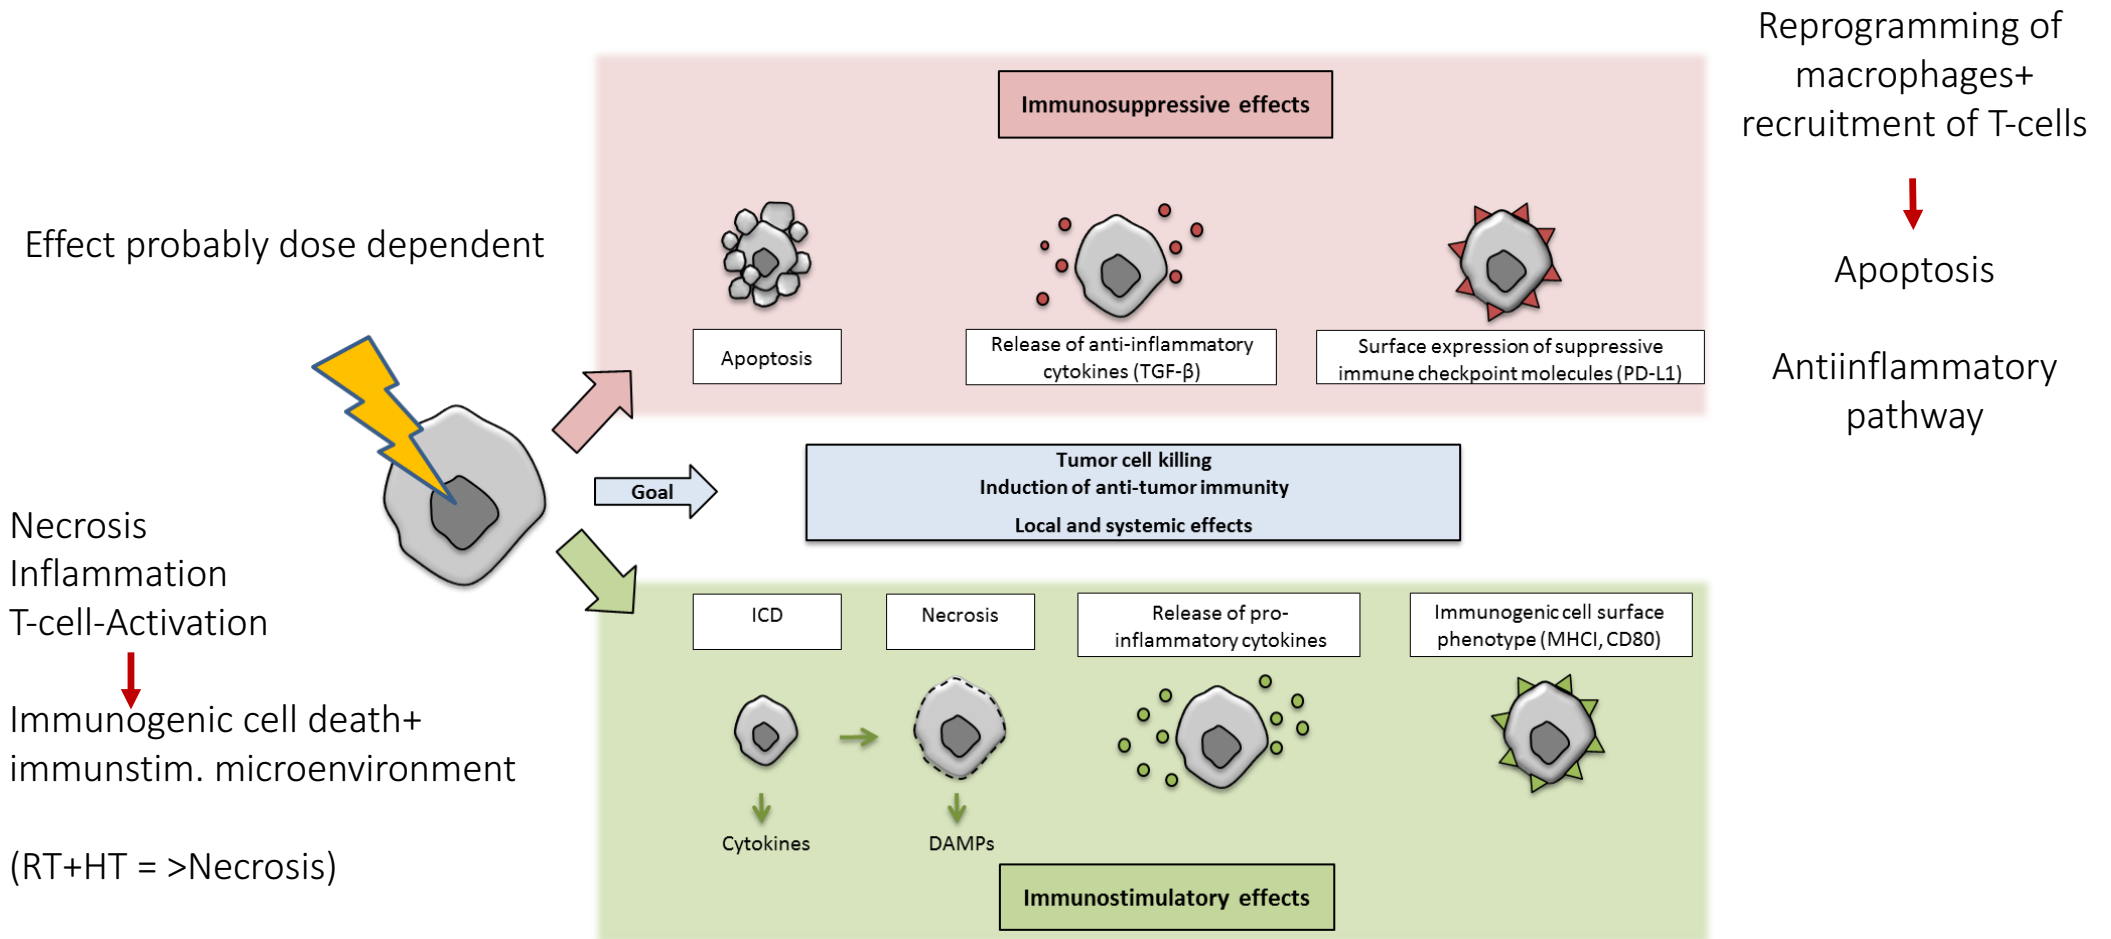 Reprogramming of
macrophages+
recruitment of T-cells
Apoptosis
Antiinflammatory
pathway
Immunosuppressive effects
Effect probably dose dependent
Apoptosis
Release of anti-inflammatory
cytokines (TGF-β)
Surface expression of suppressive
immune checkpoint molecules (PD-L1)
Goal
Tumor cell killing
Induction of anti-tumor immunity
Local and systemic effects
Necrosis
Inflammation
T-cell-Activation
Immunogenic cell death+
immunstim. microenvironment
(RT+HT = >Necrosis)
ICD
Necrosis
Release of pro-
inflammatory cytokines
Immunogenic cell surface
phenotype (MHCI, CD80)
Cytokines
DAMPs
Immunostimulatory effects